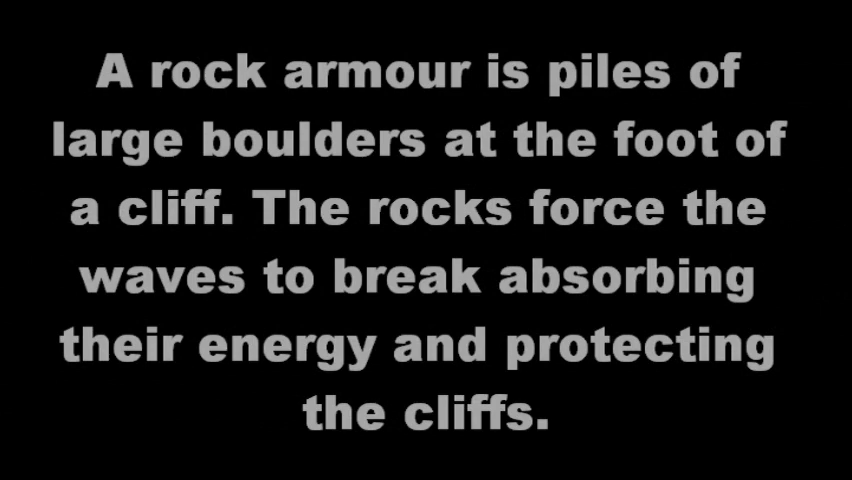 A rock armour is piles of
large boulders at the foot of
a cliff. The rocks force the
waves to break absorbing
their energy and protecting
the cliffs.